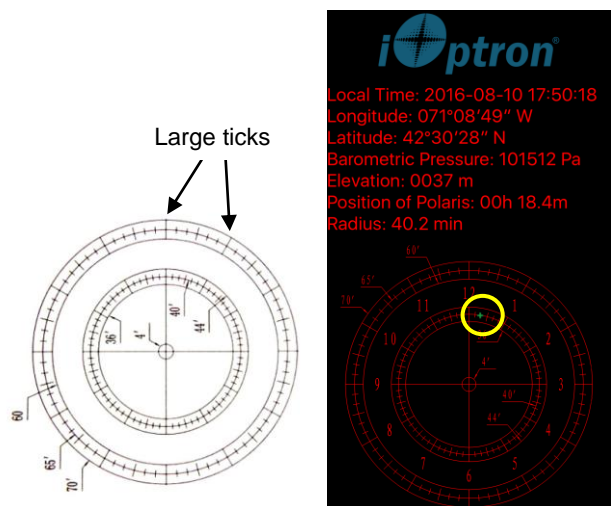 Large ticks
36'
4'
40'
44'
60
65'
70'
iOptron®
Local Time: 2016-08-10 17:50:18
Longitude: 071°08'49" W
Latitude: 42°30'28" N
Barometric Pressure: 101512 Pa
Elevation: 0037 m
Position of Polaris: 00h 18.4m
Radius: 40.2 min
60'
65'
70'
12
1
2
3
4
5
6
7
8
9
10
11
4'
40'
44'